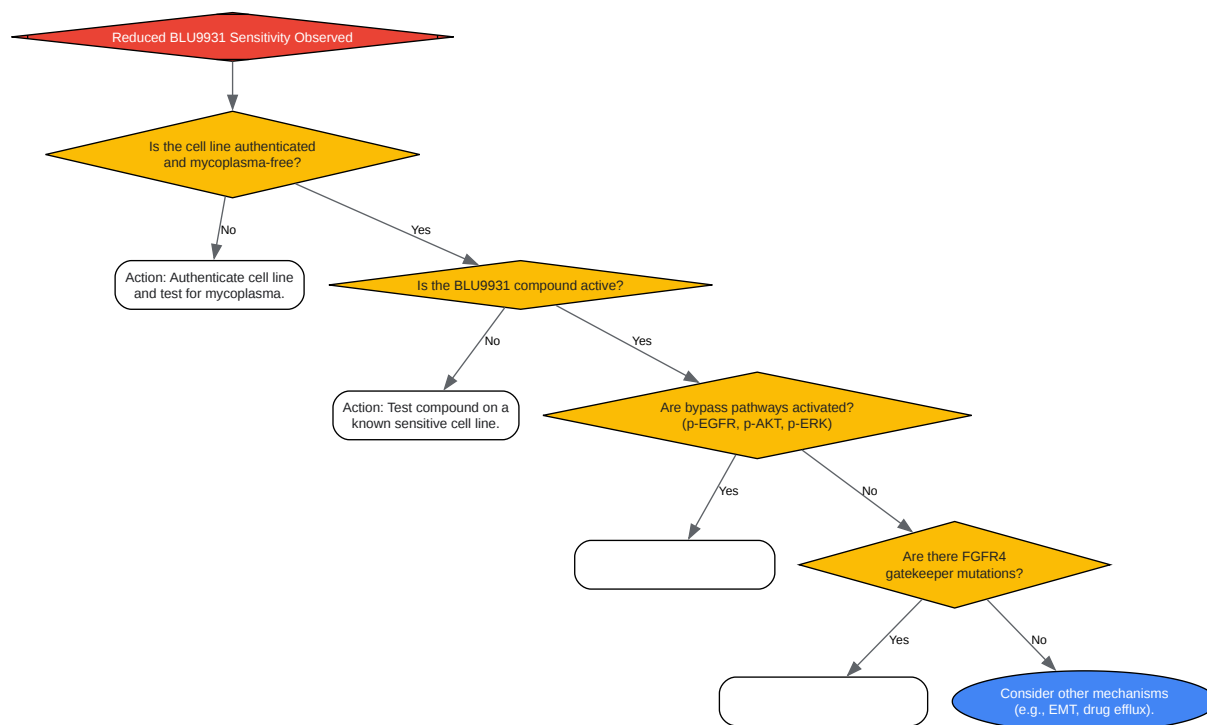 Reduced BLU9931 Sensitivity Observed
Is the cell line authenticated
and mycoplasma-free?
No
Yes
Action: Authenticate cell line
and test for mycoplasma.
Is the BLU9931 compound active?
No
Yes
Action: Test compound on a
known sensitive cell line.
Are bypass pathways activated?
(p-EGFR, p-AKT, p-ERK)
Yes
No
Are there FGFR4
gatekeeper mutations?
Yes
No
Consider other mechanisms
(e.g., EMT, drug efflux).